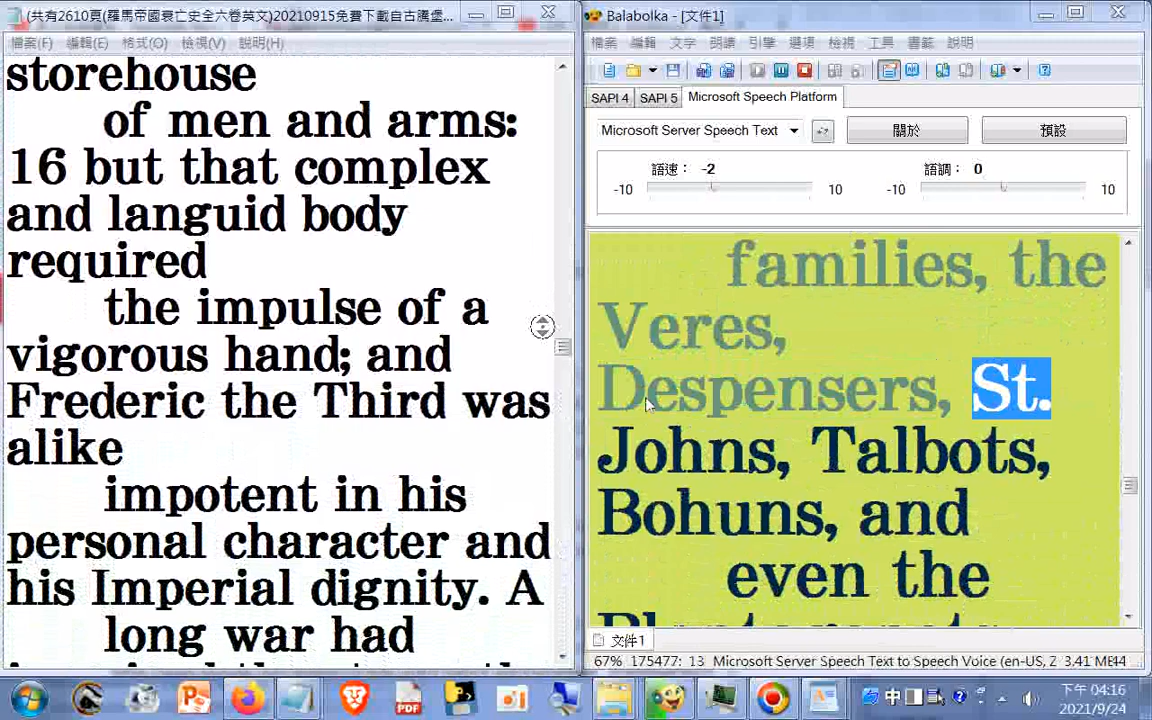 (共有2610頁(羅馬帝國衰亡史全六卷英文)20210915免費下載自古騰堡...
檔案(F) 編輯(E) 格式(O) 檢視(V) 說明(H)
storehouse
of men and arms:
16 but that complex
and languid body
required
the impulse of a
vigorous hand; and
Frederic the Third was
alike
impotent in his
personal character and
his Imperial dignity. A
long war had
Balabolka - [文件1]
檔案 編輯 文字 朗讀 引擎 選項 檢視 工具 書籤 說明
SAPI 4 SAPI 5 Microsoft Speech Platform
Microsoft Server Speech Text 關於 預設
語速： -2 語調： 0
-10 10 -10 10
families, the
Veres,
Despensers, St.
Johns, Talbots,
Bohuns, and
even the
文件1
67% 175477: 13 Microsoft Server Speech Text to Speech Voice (en-US, Z 3.41 ME44
中 下午 04:16
2021/9/24